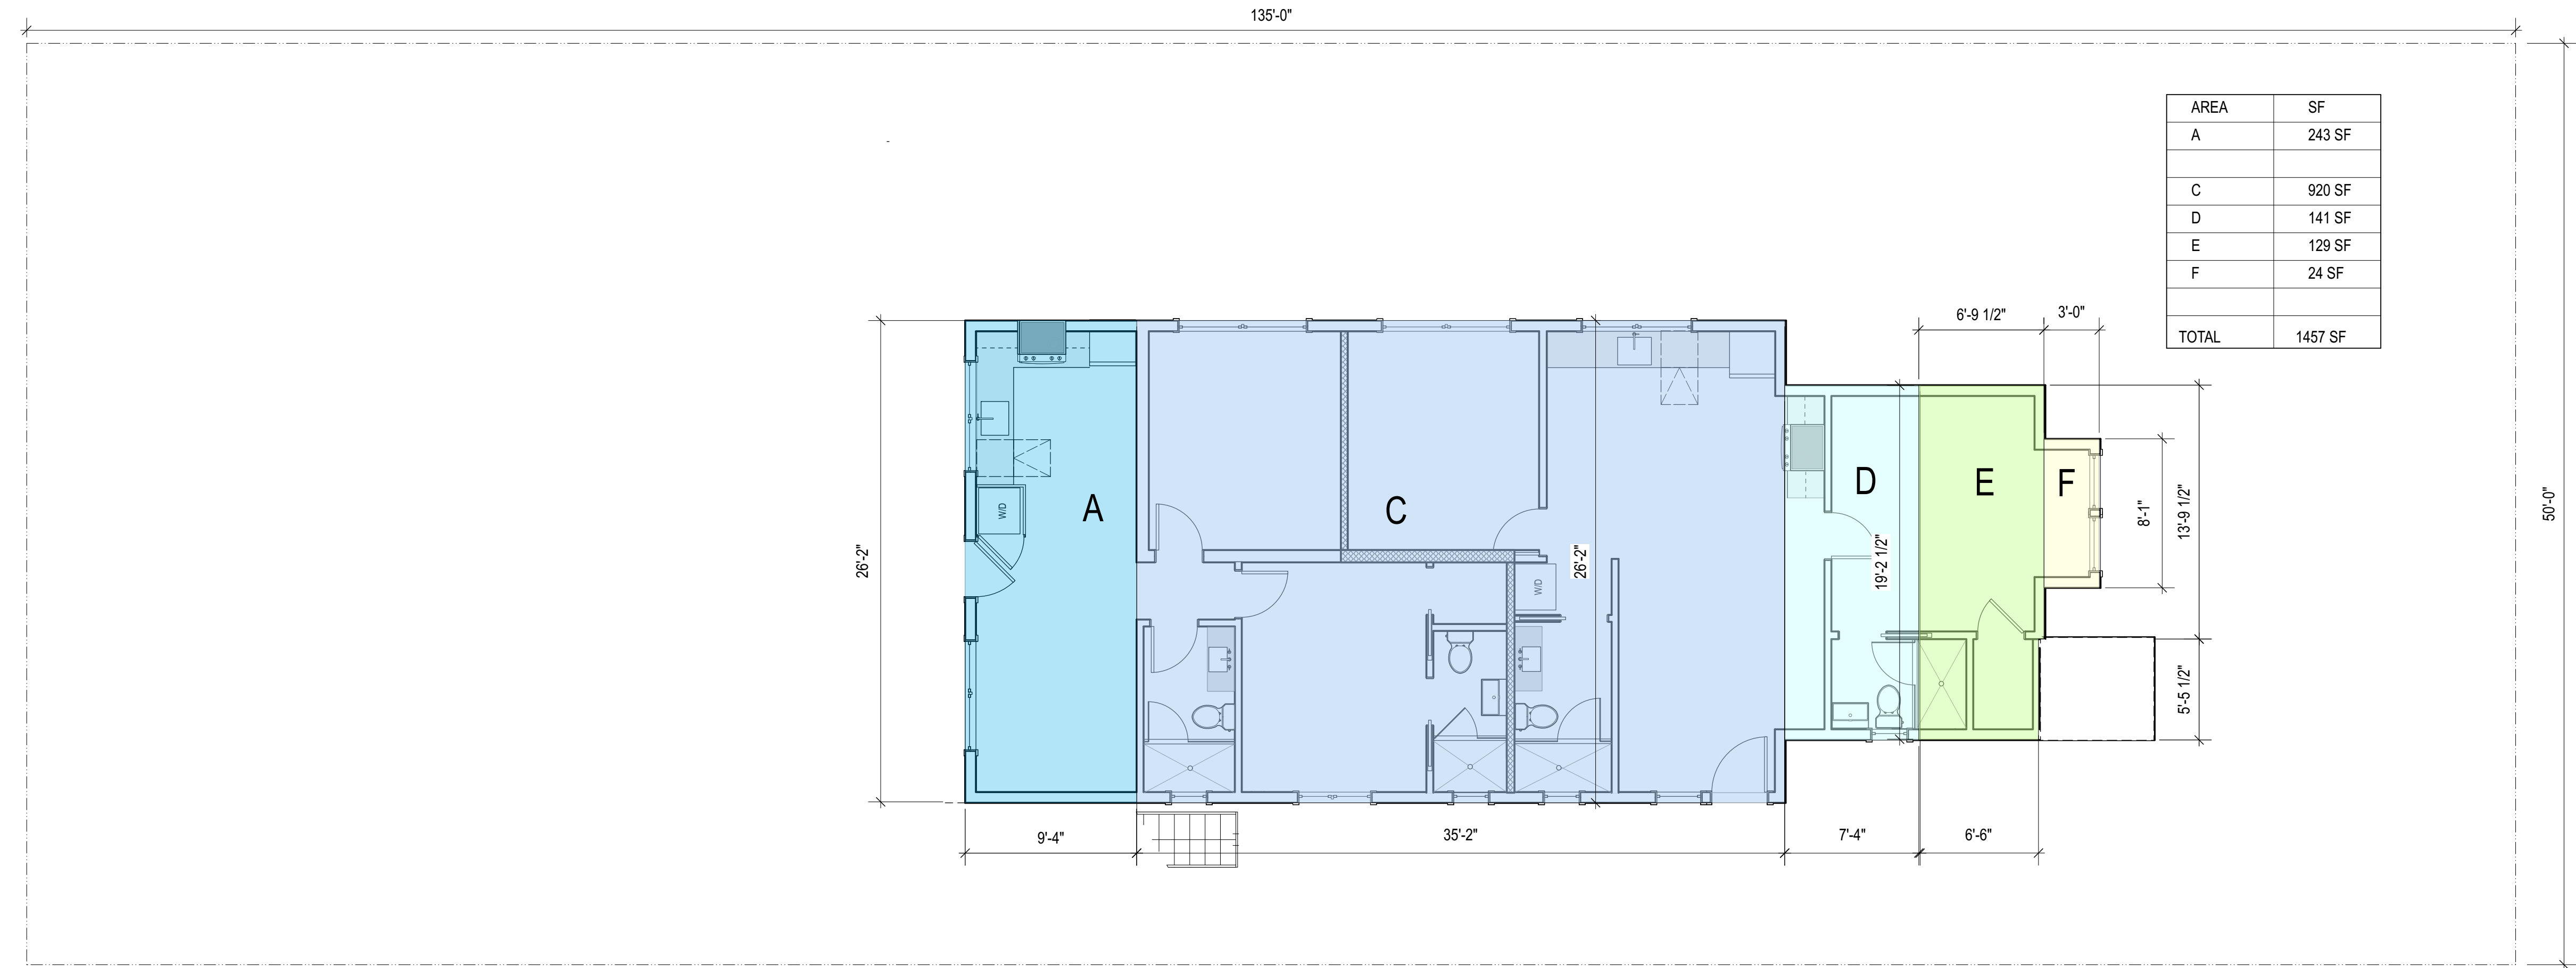 135'-0"
AREA SF
A 243 SF
C 920 SF
D 141 SF
E 129 SF
F 24 SF
TOTAL 1457 SF
6'-9 1/2" 3'-0"
A
W/D
C
D
E
F
26'-2"
26'-2"
W/D
19'-2 1/2"
8'-1"
13'-9 1/2"
50'-0"
5'-5 1/2"
9'-4" 35'-2" 7'-4" 6'-6"